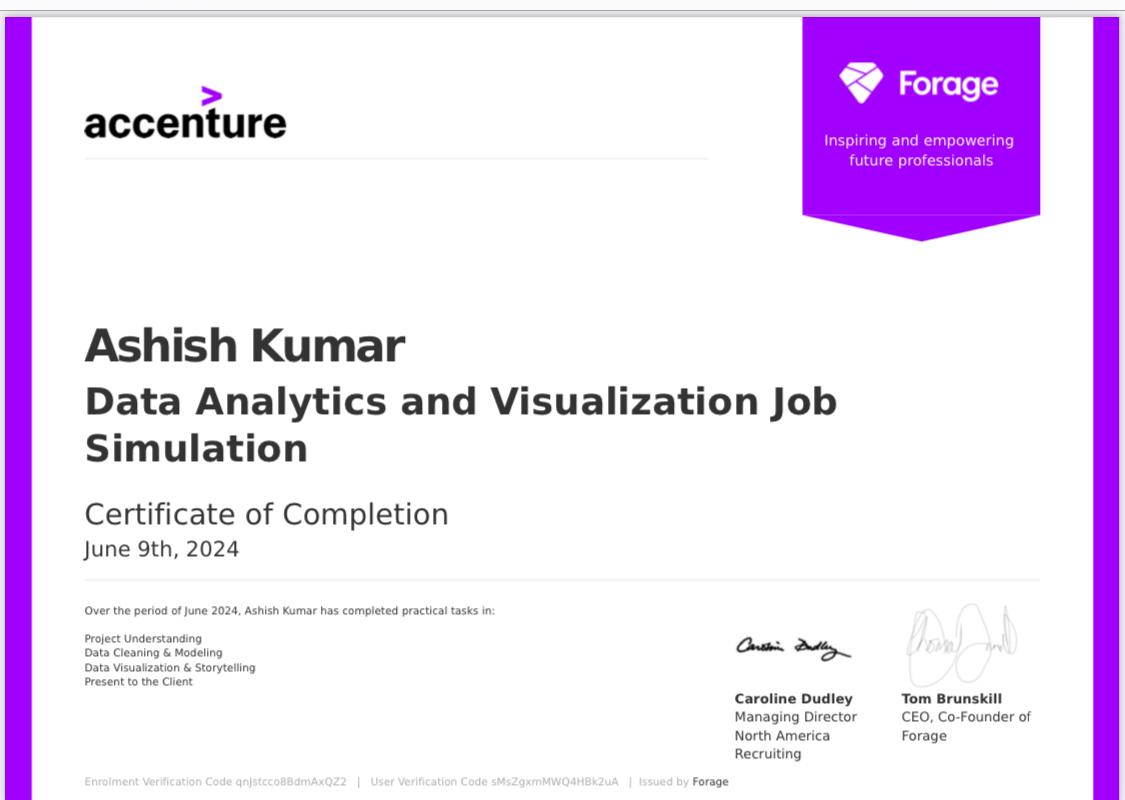 accenture
Forage
Inspiring and empowering
future professionals
Ashish Kumar
Data Analytics and Visualization Job
Simulation
Certificate of Completion
June 9th, 2024
Over the period of June 2024, Ashish Kumar has completed practical tasks in:
Project Understanding
Data Cleaning & Modeling
Data Visualization & Storytelling
Present to the Client
Caroline Dudley
Caroline Dudley
Managing Director
North America
Recruiting
Tom Brunskill
CEO, Co-Founder of
Forage
Enrolment Verification Code qnJstcco8BdmAxQZ2 | User Verification Code sMsZgxmMWQ4HBk2uA | Issued by Forage